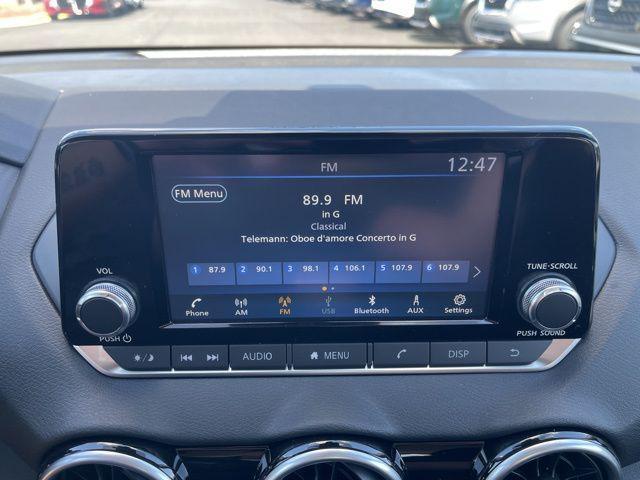 FM
12:47
FM Menu
89.9 FM
in G
Classical
Telemann: Oboe d'amore Concerto in G
1 87.9 2 90.1 3 98.1 4 106.1 5 107.9 6 107.9
Phone AM FM USB Bluetooth AUX Settings
VOL
PUSH
TUNE·SCROLL
PUSH SOUND
AUDIO MENU DISP